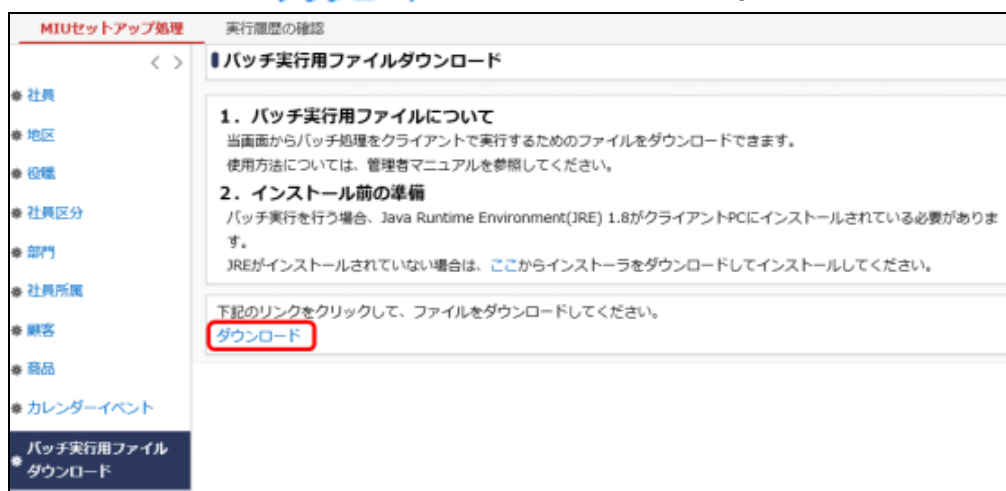 MIUセットアップ処理 実行履歴の確認
< >
バッチ実行用ファイルダウンロード
社員
地区
役職
社員区分
部門
社員所属
顧客
商品
カレンダーイベント
バッチ実行用ファイル
ダウンロード
1. バッチ実行用ファイルについて
当画面からバッチ処理をクライアントで実行するためのファイルをダウンロードできます。
使用方法については、管理者マニュアルを参照してください。
2. インストール前の準備
バッチ実行を行う場合、Java Runtime Environment(JRE) 1.8がクライアントPCにインストールされている必要がありま
す。
JREがインストールされていない場合は、ここからインストーラをダウンロードしてインストールしてください。
下記のリンクをクリックして、ファイルをダウンロードしてください。
ダウンロード